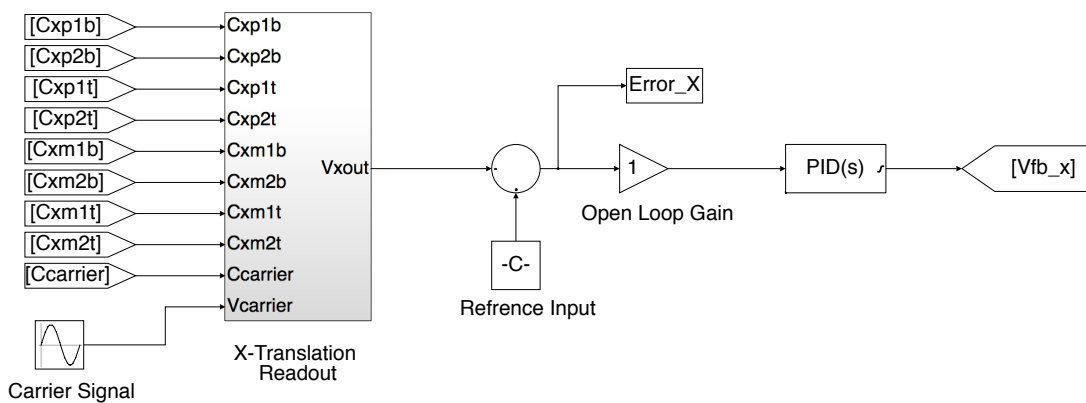 [Cxp1b]
[Cxp2b]
[Cxp1t]
[Cxp2t]
[Cxm1b]
[Cxm2b]
[Cxm1t]
[Cxm2t]
[Ccarrier]
Carrier Signal
Cxp1b
Cxp2b
Cxp1t
Cxp2t
Cxm1b
Cxm2b
Cxm1t
Cxm2t
Ccarrier
Vcarrier
Vxout
X-Translation
Readout
-C-
Refrence Input
Error_X
1
Open Loop Gain
PID(s)
[Vfb_x]